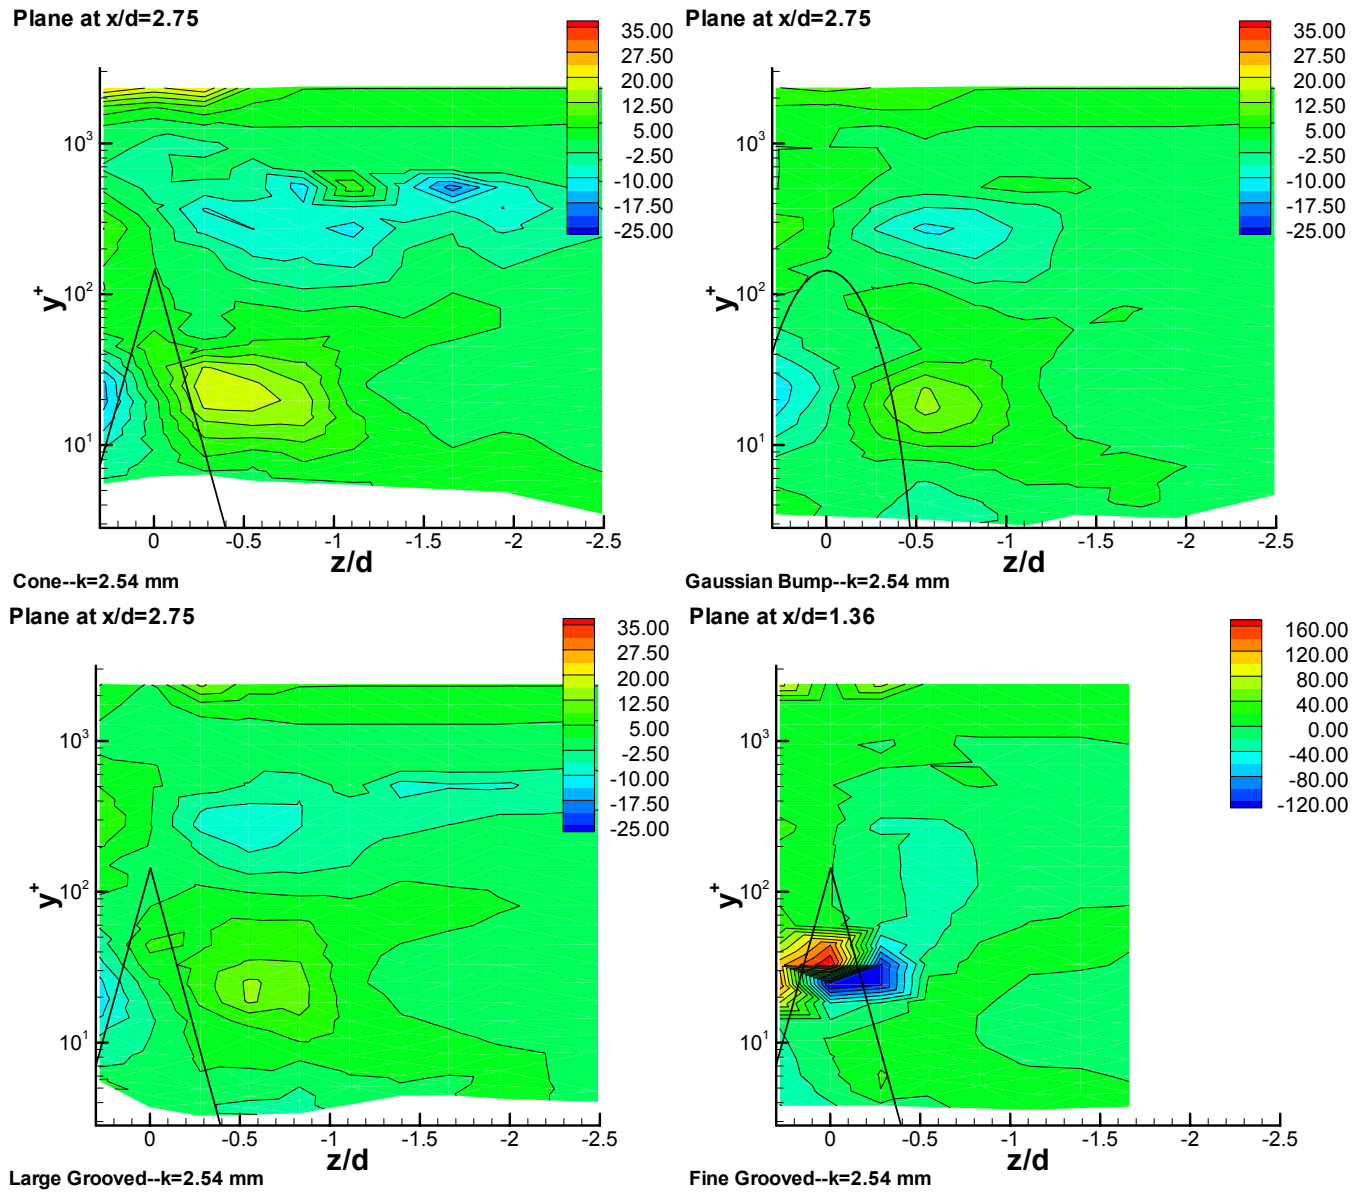 Plane at x/d=2.75
35.00
27.50
20.00
12.50
5.00
-2.50
-10.00
-17.50
-25.00
10³
10²
10¹
y⁺
0 -0.5 -1 -1.5 -2 -2.5
z/d
Cone--k=2.54 mm
Plane at x/d=2.75
35.00
27.50
20.00
12.50
5.00
-2.50
-10.00
-17.50
-25.00
10³
10²
10¹
y⁺
0 -0.5 -1 -1.5 -2 -2.5
z/d
Gaussian Bump--k=2.54 mm
Plane at x/d=2.75
35.00
27.50
20.00
12.50
5.00
-2.50
-10.00
-17.50
-25.00
10³
10²
10¹
y⁺
0 -0.5 -1 -1.5 -2 -2.5
z/d
Large Grooved--k=2.54 mm
Plane at x/d=1.36
160.00
120.00
80.00
40.00
0.00
-40.00
-80.00
-120.00
10³
10²
10¹
y⁺
0 -0.5 -1 -1.5 -2 -2.5
z/d
Fine Grooved--k=2.54 mm